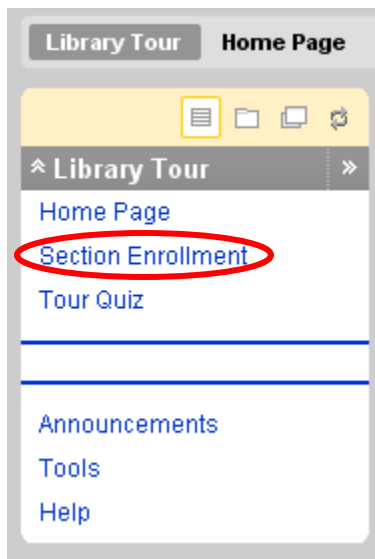 Library Tour Home Page
Library Tour
Home Page
Section Enrollment
Tour Quiz
Announcements
Tools
Help